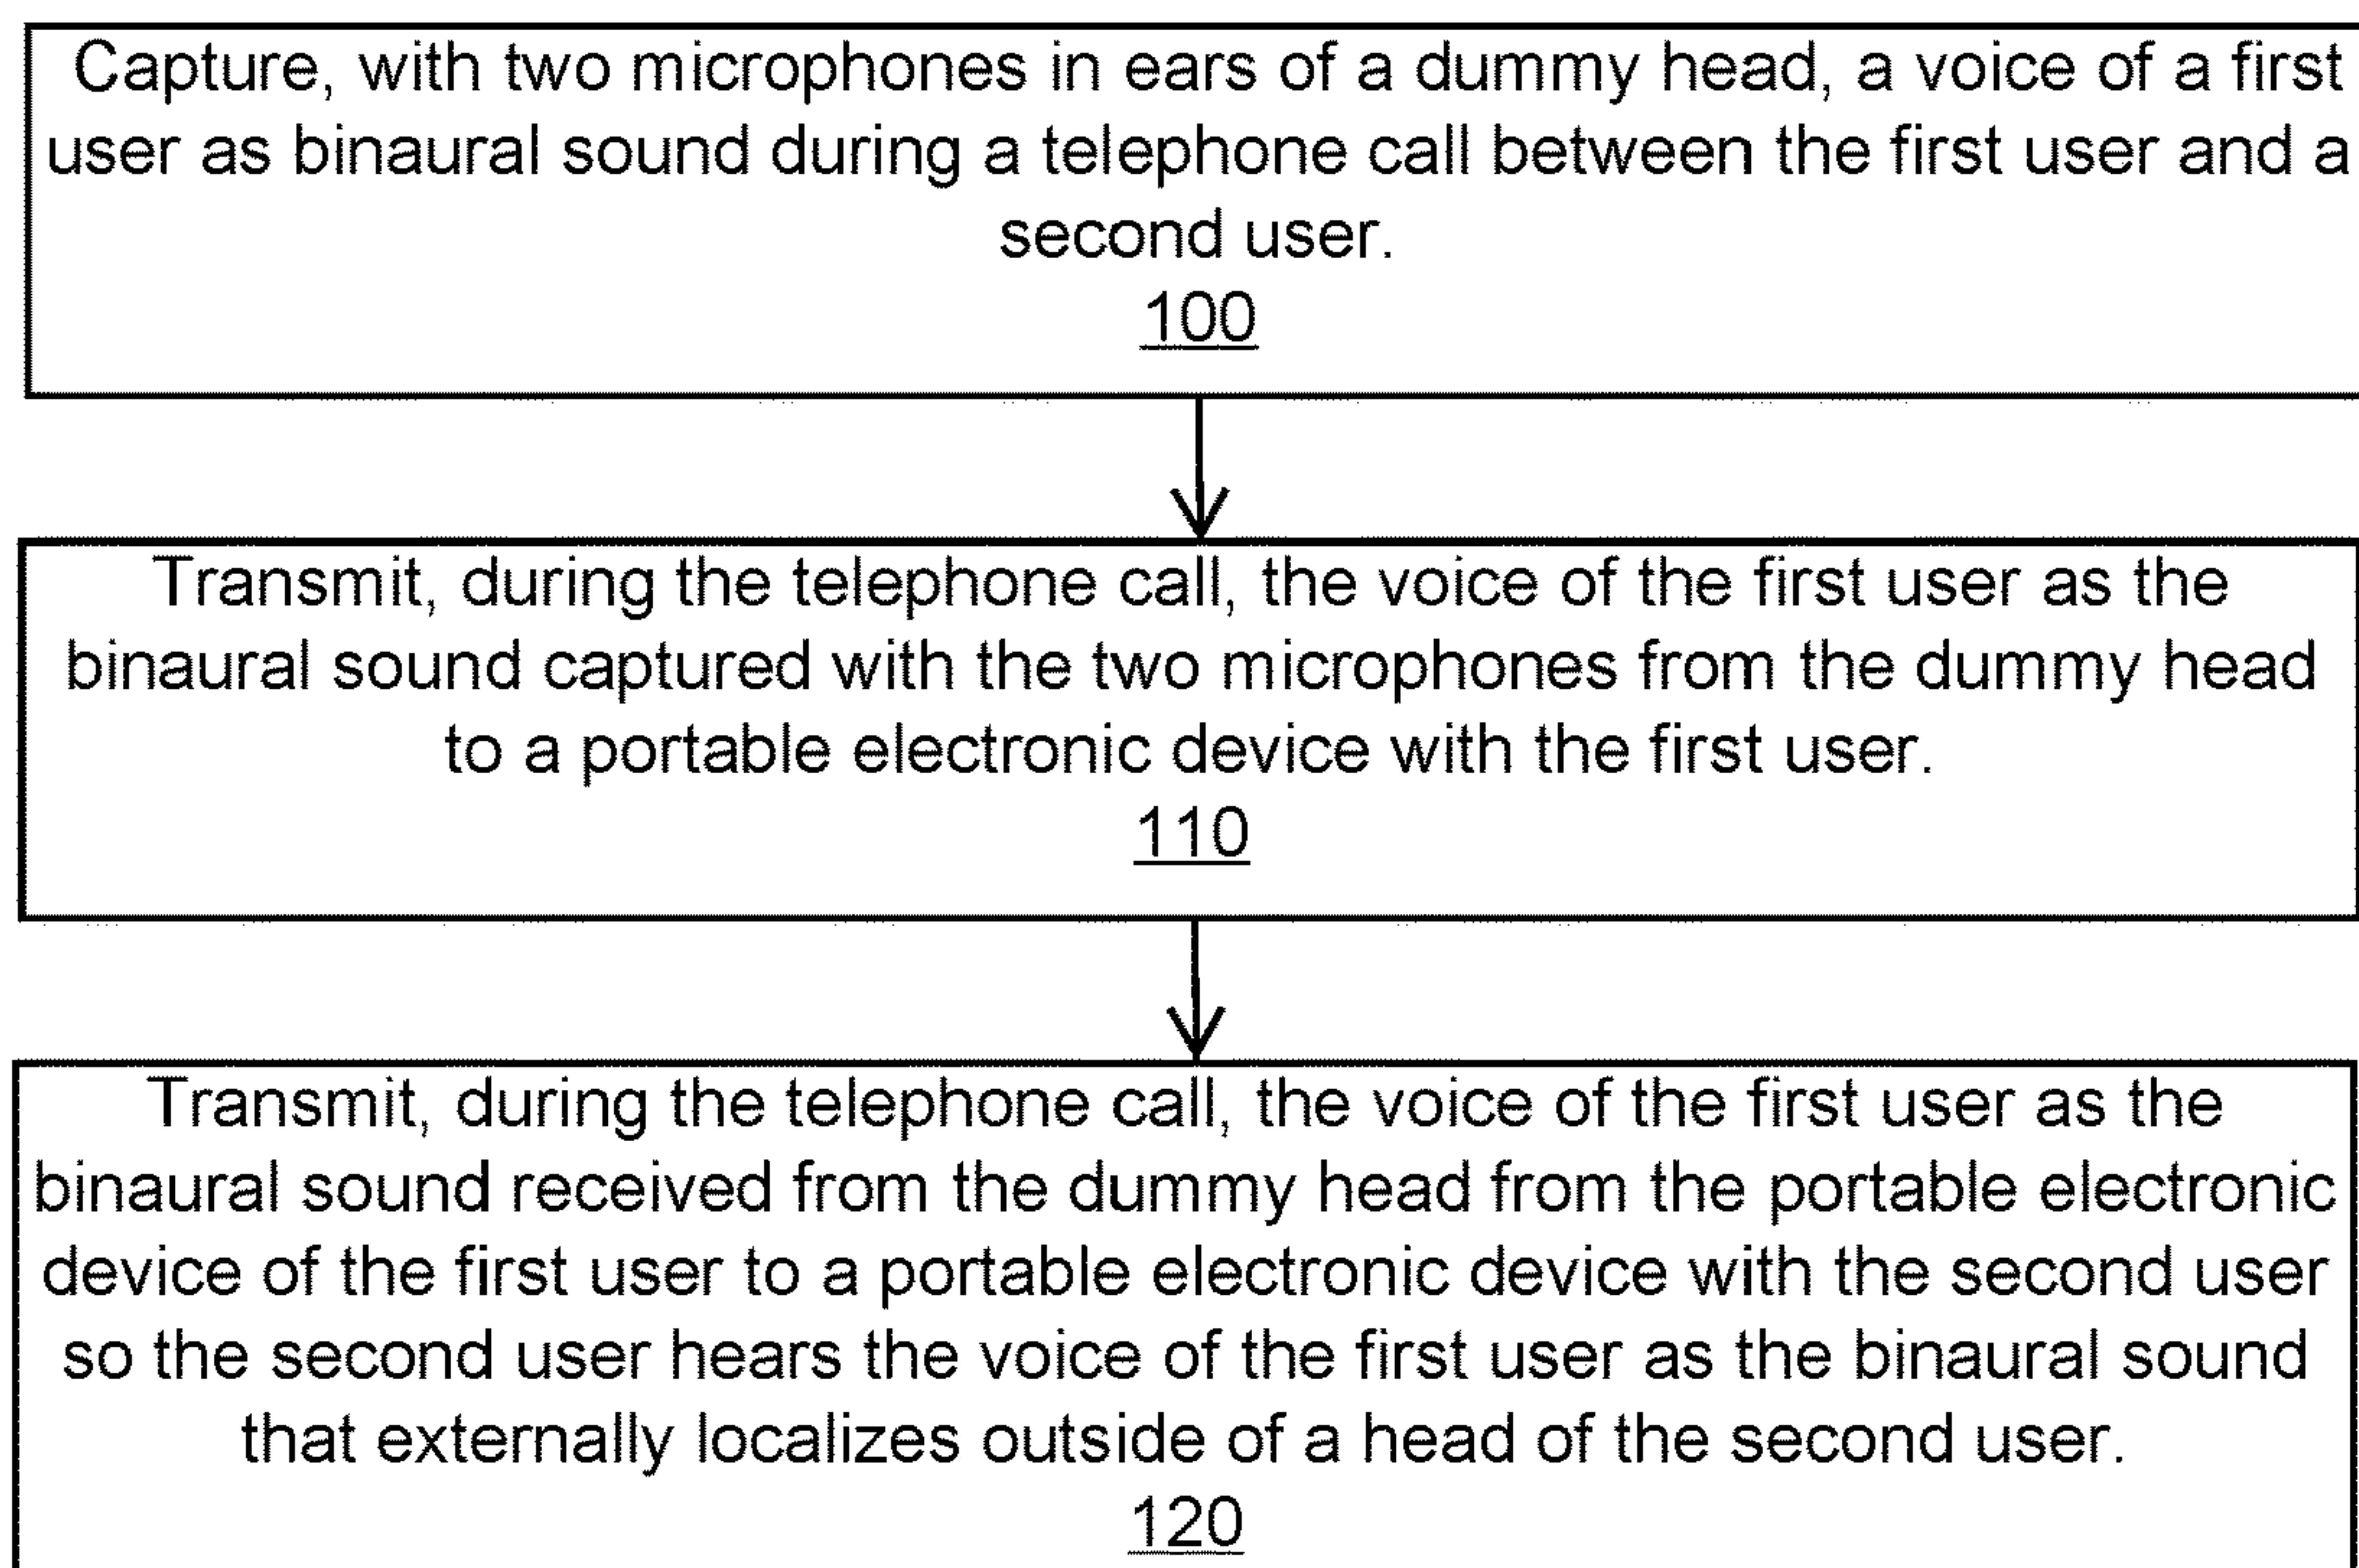 Capture, with two microphones in ears of a dummy head, a voice of a first
user as binaural sound during a telephone call between the first user and a
second user.
100
Transmit, during the telephone call, the voice of the first user as the
binaural sound captured with the two microphones from the dummy head
to a portable electronic device with the first user.
110
Transmit, during the telephone call, the voice of the first user as the
binaural sound received from the dummy head from the portable electronic
device of the first user to a portable electronic device with the second user
so the second user hears the voice of the first user as the binaural sound
that externally localizes outside of a head of the second user.
120